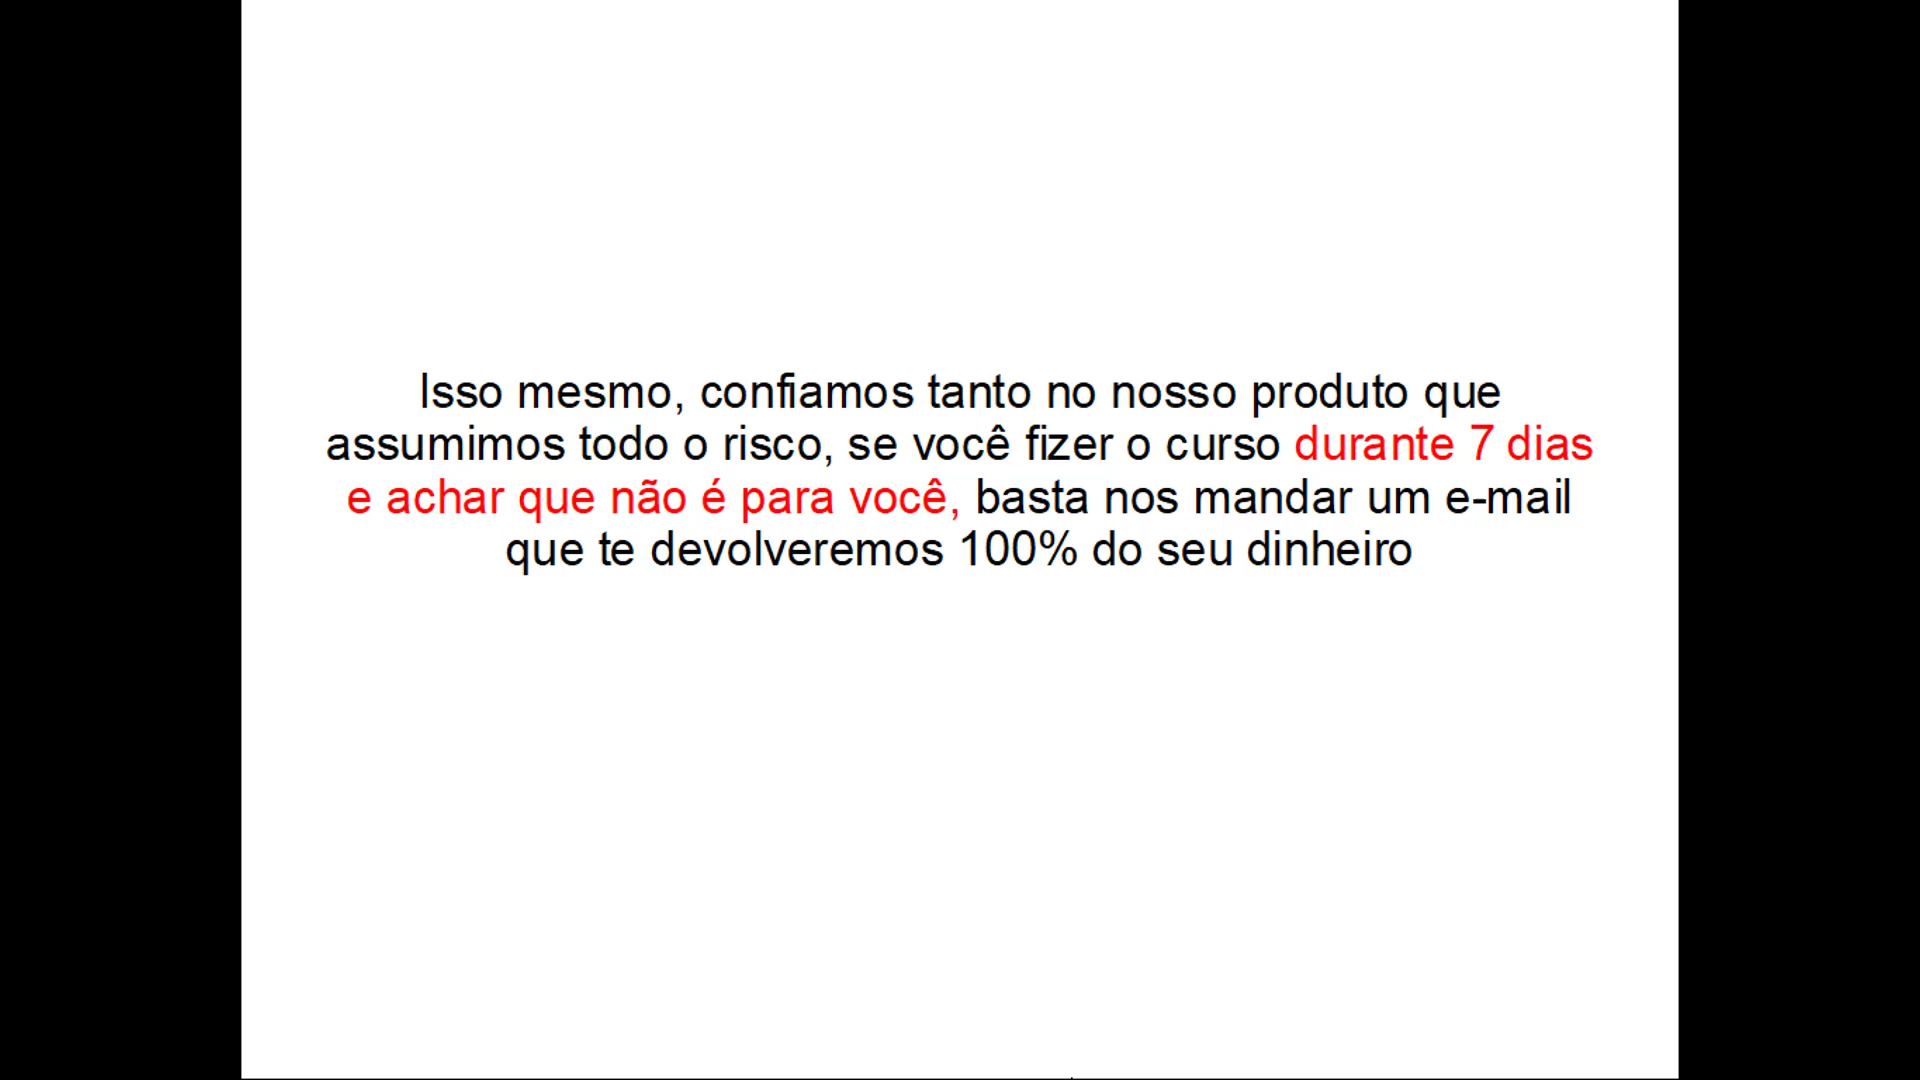 Isso mesmo, confiamos tanto no nosso produto que
assumimos todo o risco, se você fizer o curso durante 7 dias
e achar que não é para você, basta nos mandar um e-mail
que te devolveremos 100% do seu dinheiro